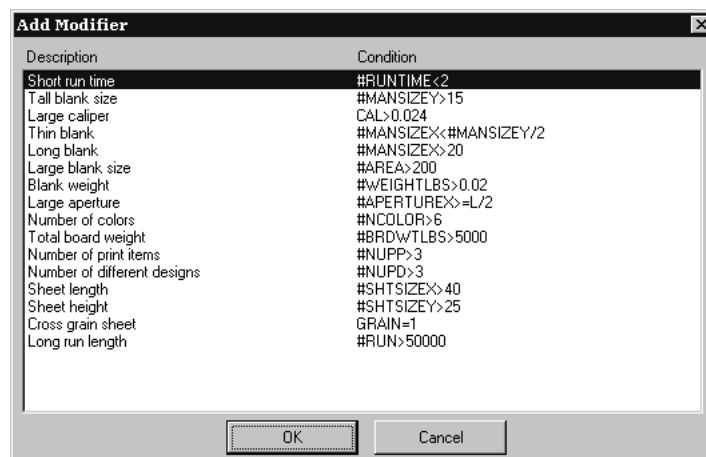 Add Modifier
Description Condition
Short run time #RUNTIME<2
Tall blank size #MANSIZEY>15
Large caliper CAL>0.024
Thin blank #MANSIZEX<#MANSIZEY/2
Long blank #MANSIZEX>20
Large blank size #AREA>200
Blank weight #WEIGHTLBS>0.02
Large aperture #APERTUREX>=L/2
Number of colors #NCOLOR>6
Total board weight #BRDWTLBS>5000
Number of print items #NUPP>3
Number of different designs #NUPD>3
Sheet length #SHTSIZEX>40
Sheet height #SHTSIZEY>25
Cross grain sheet GRAIN=1
Long run length #RUN>50000
OK Cancel